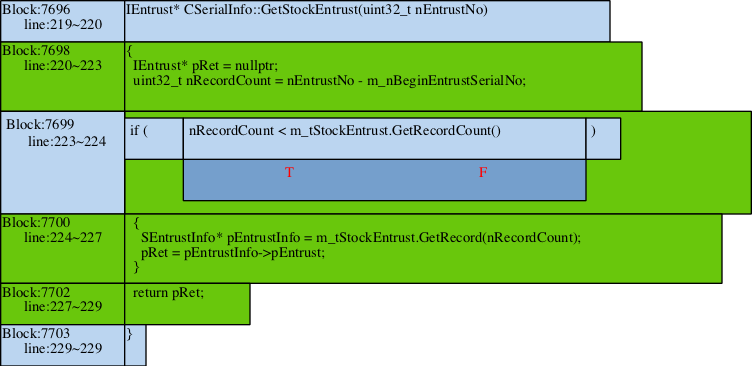 Block:7696 IEntrust* CSerialInfo::GetStockEntrust(uint32_t nEntrustNo)
line:219~220
Block:7698 {
line:220~223 IEntrust* pRet = nullptr;
uint32_t nRecordCount = nEntrustNo - m_nBeginEntrustSerialNo;
Block:7699 if ( nRecordCount < m_tStockEntrust.GetRecordCount() )
line:223~224
T F
Block:7700 {
line:224~227 SEntrustInfo* pEntrustInfo = m_tStockEntrust.GetRecord(nRecordCount);
pRet = pEntrustInfo->pEntrust;
}
Block:7702 return pRet;
line:227~229
Block:7703 }
line:229~229